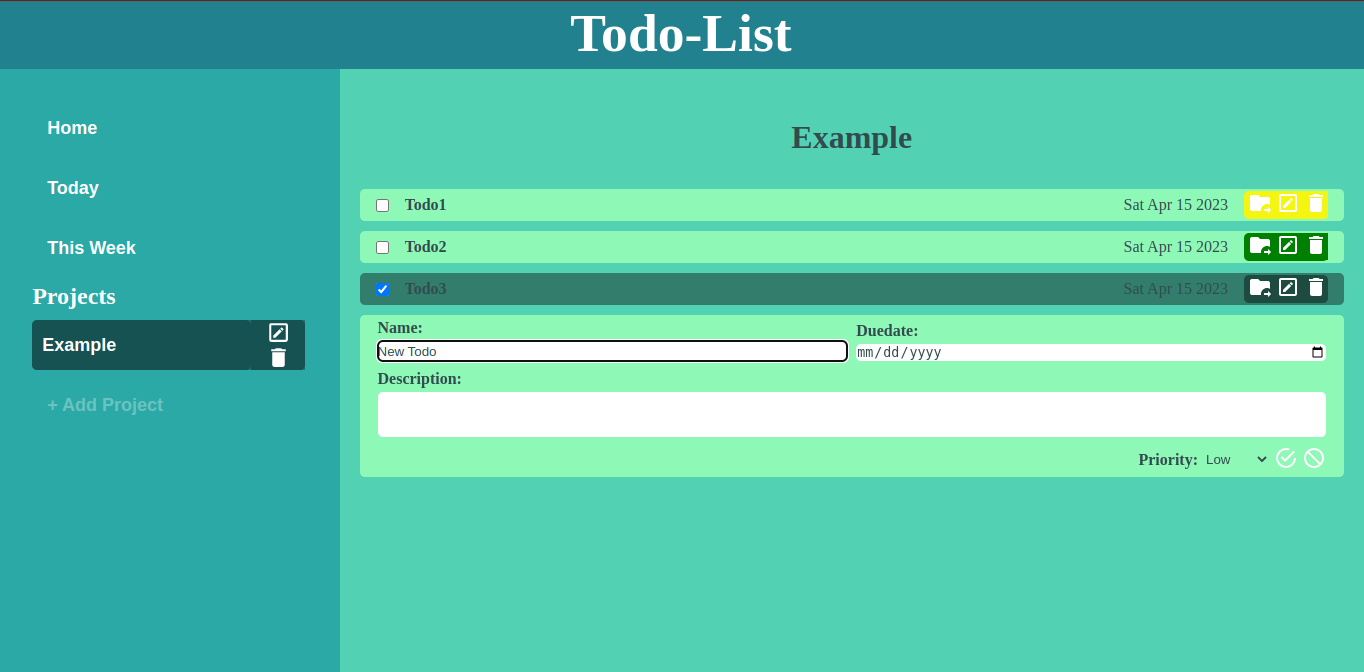 Todo-List
Home
Today
This Week
Projects
Example
+ Add Project
Example
Todo1 Sat Apr 15 2023
Todo2 Sat Apr 15 2023
Todo3 Sat Apr 15 2023
Name: Duedate:
New Todo mm/dd/yyyy
Description:
Priority: Low